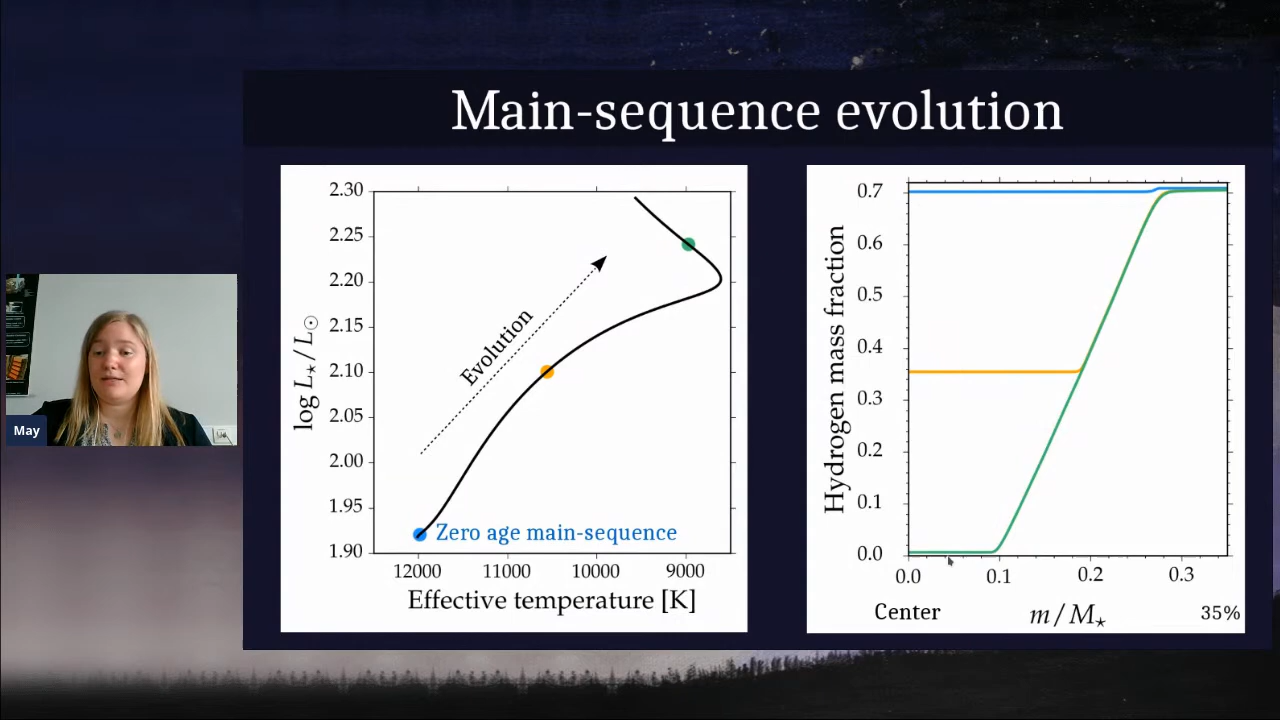 Main-sequence evolution
May
log L⋆/L⊙
2.30
2.25
2.20
2.15
2.10
2.05
2.00
1.95
1.90
Evolution
Zero age main-sequence
12000 11000 10000 9000
Effective temperature [K]
Hydrogen mass fraction
0.7
0.6
0.5
0.4
0.3
0.2
0.1
0.0
0.0 0.1 0.2 0.3
Center m/M⋆ 35%